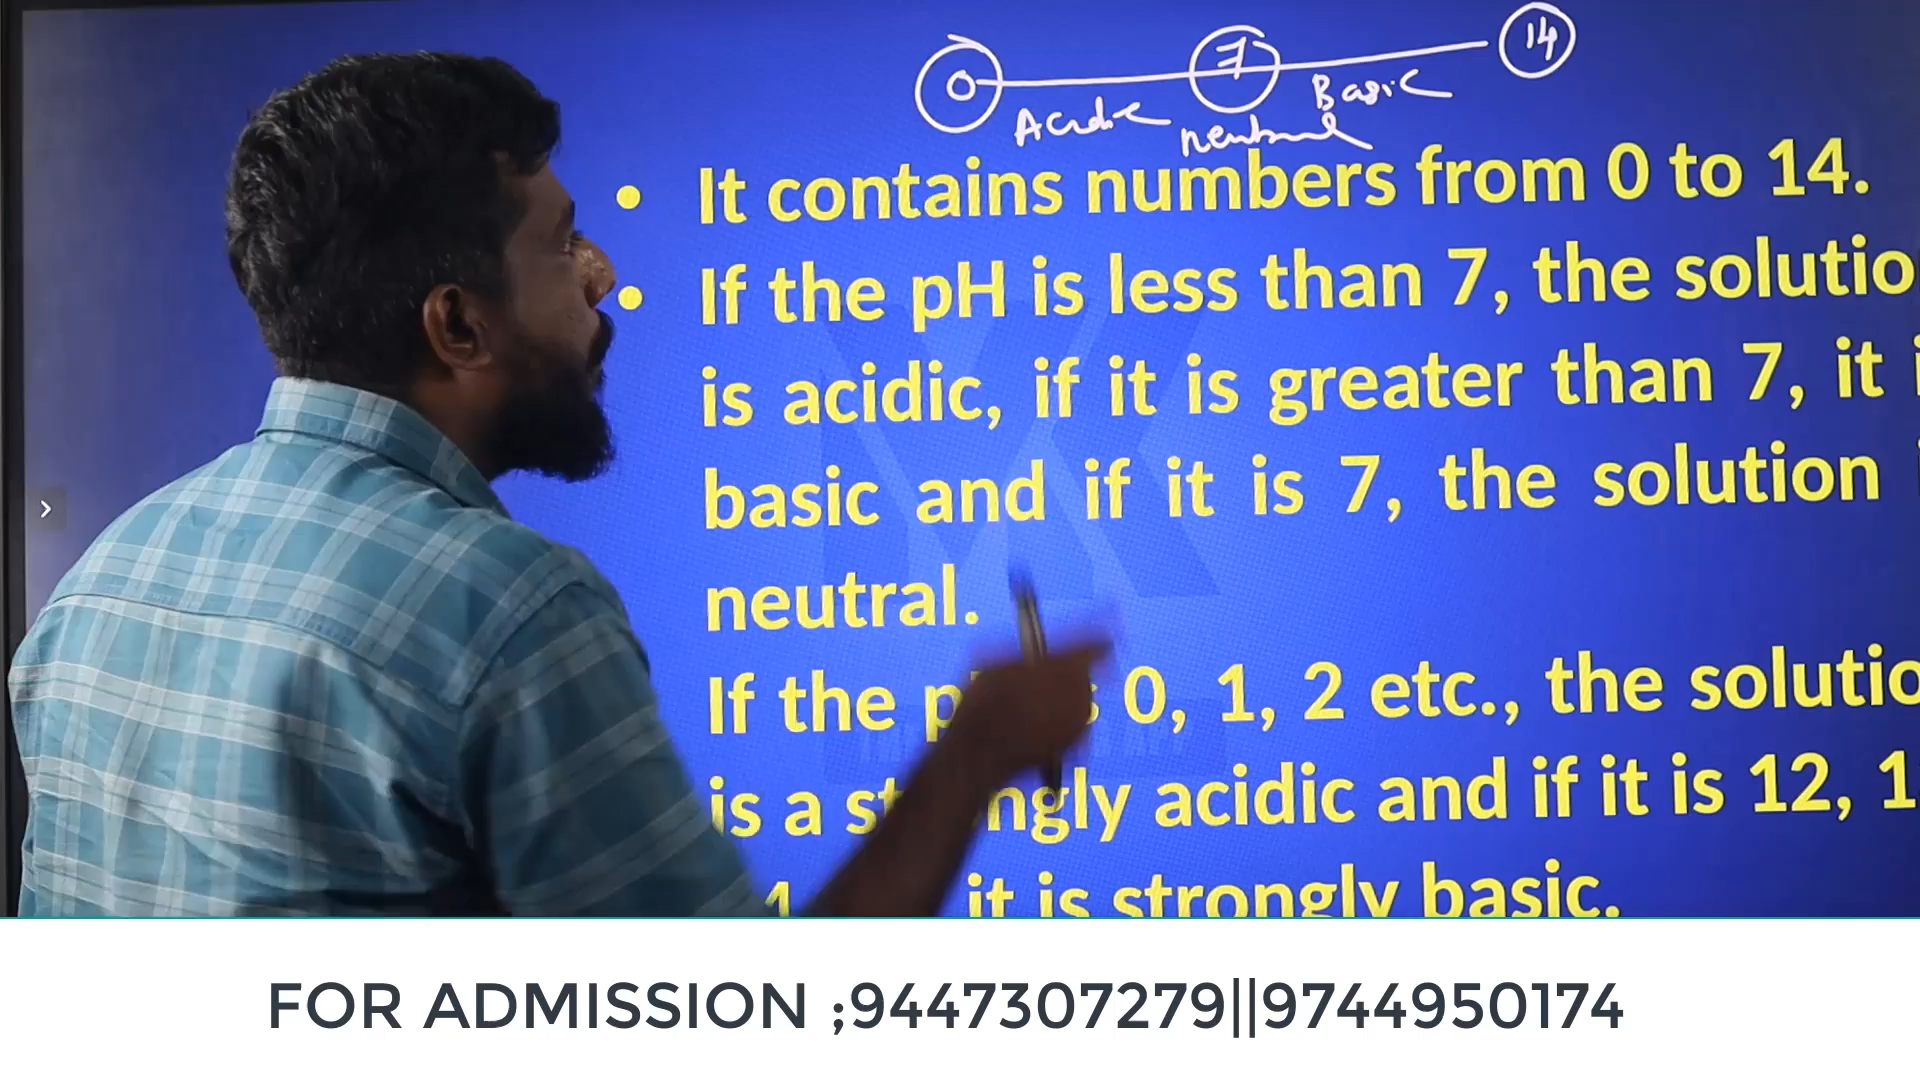 0 7 14
Acidic neutral Basic
It contains numbers from 0 to 14.
If the pH is less than 7, the solutio
is acidic, if it is greater than 7, it i
basic and if it is 7, the solution i
neutral.
If the 0, 1, 2 etc., the solutio
is a strongly acidic and if it is 12, 1
it is strongly basic.
FOR ADMISSION ;9447307279||9744950174